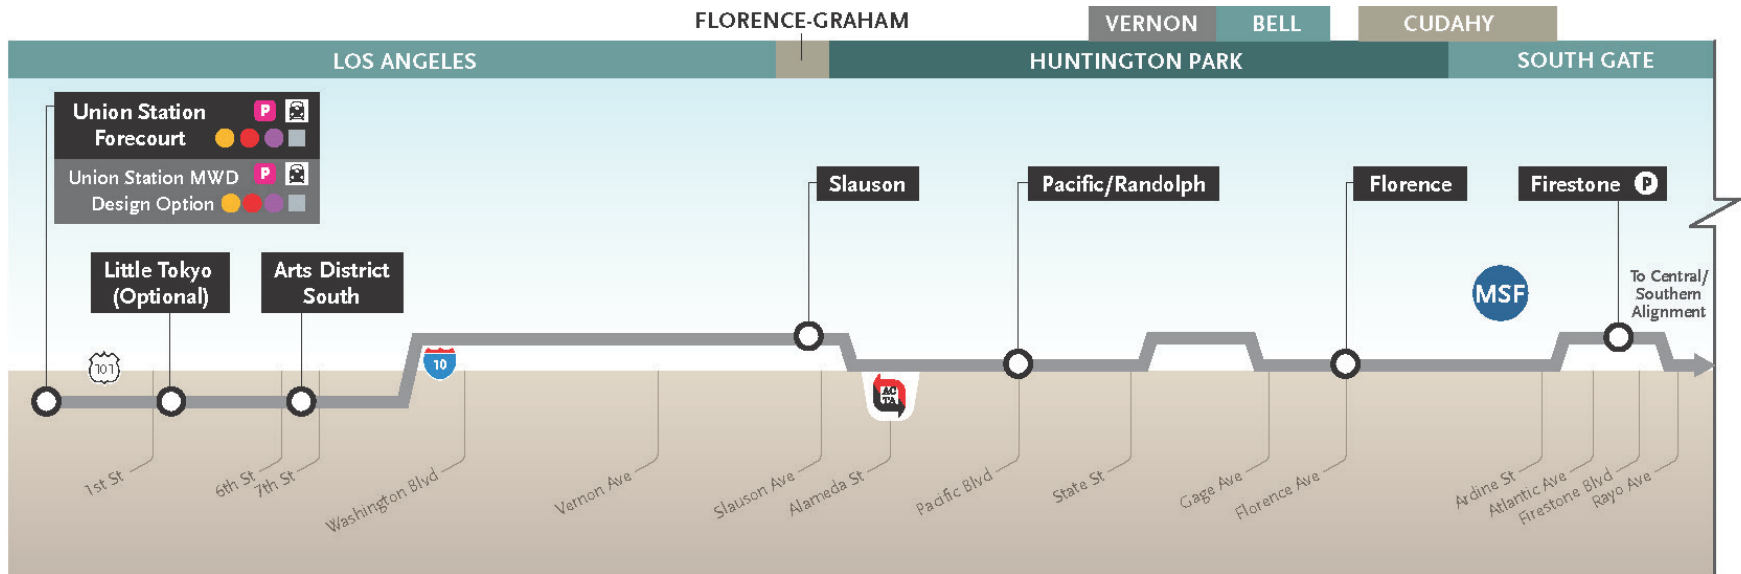 FLORENCE-GRAHAM
VERNON
BELL
CUDAHY
LOS ANGELES
HUNTINGTON PARK
SOUTH GATE
Union Station P
Forecourt
Union Station MWD P
Design Option
Slauson
Pacific/Randolph
Florence
Firestone P
Little Tokyo
(Optional)
Arts District
South
MSF
To Central/
Southern
Alignment
101
10
AC
TA
1st St
6th St
7th St
Washington Blvd
Vernon Ave
Slauson Ave
Alameda St
Pacific Blvd
State St
Gage Ave
Florence Ave
Ardine St
Atlantic Ave
Firestone Blvd
Rayo Ave